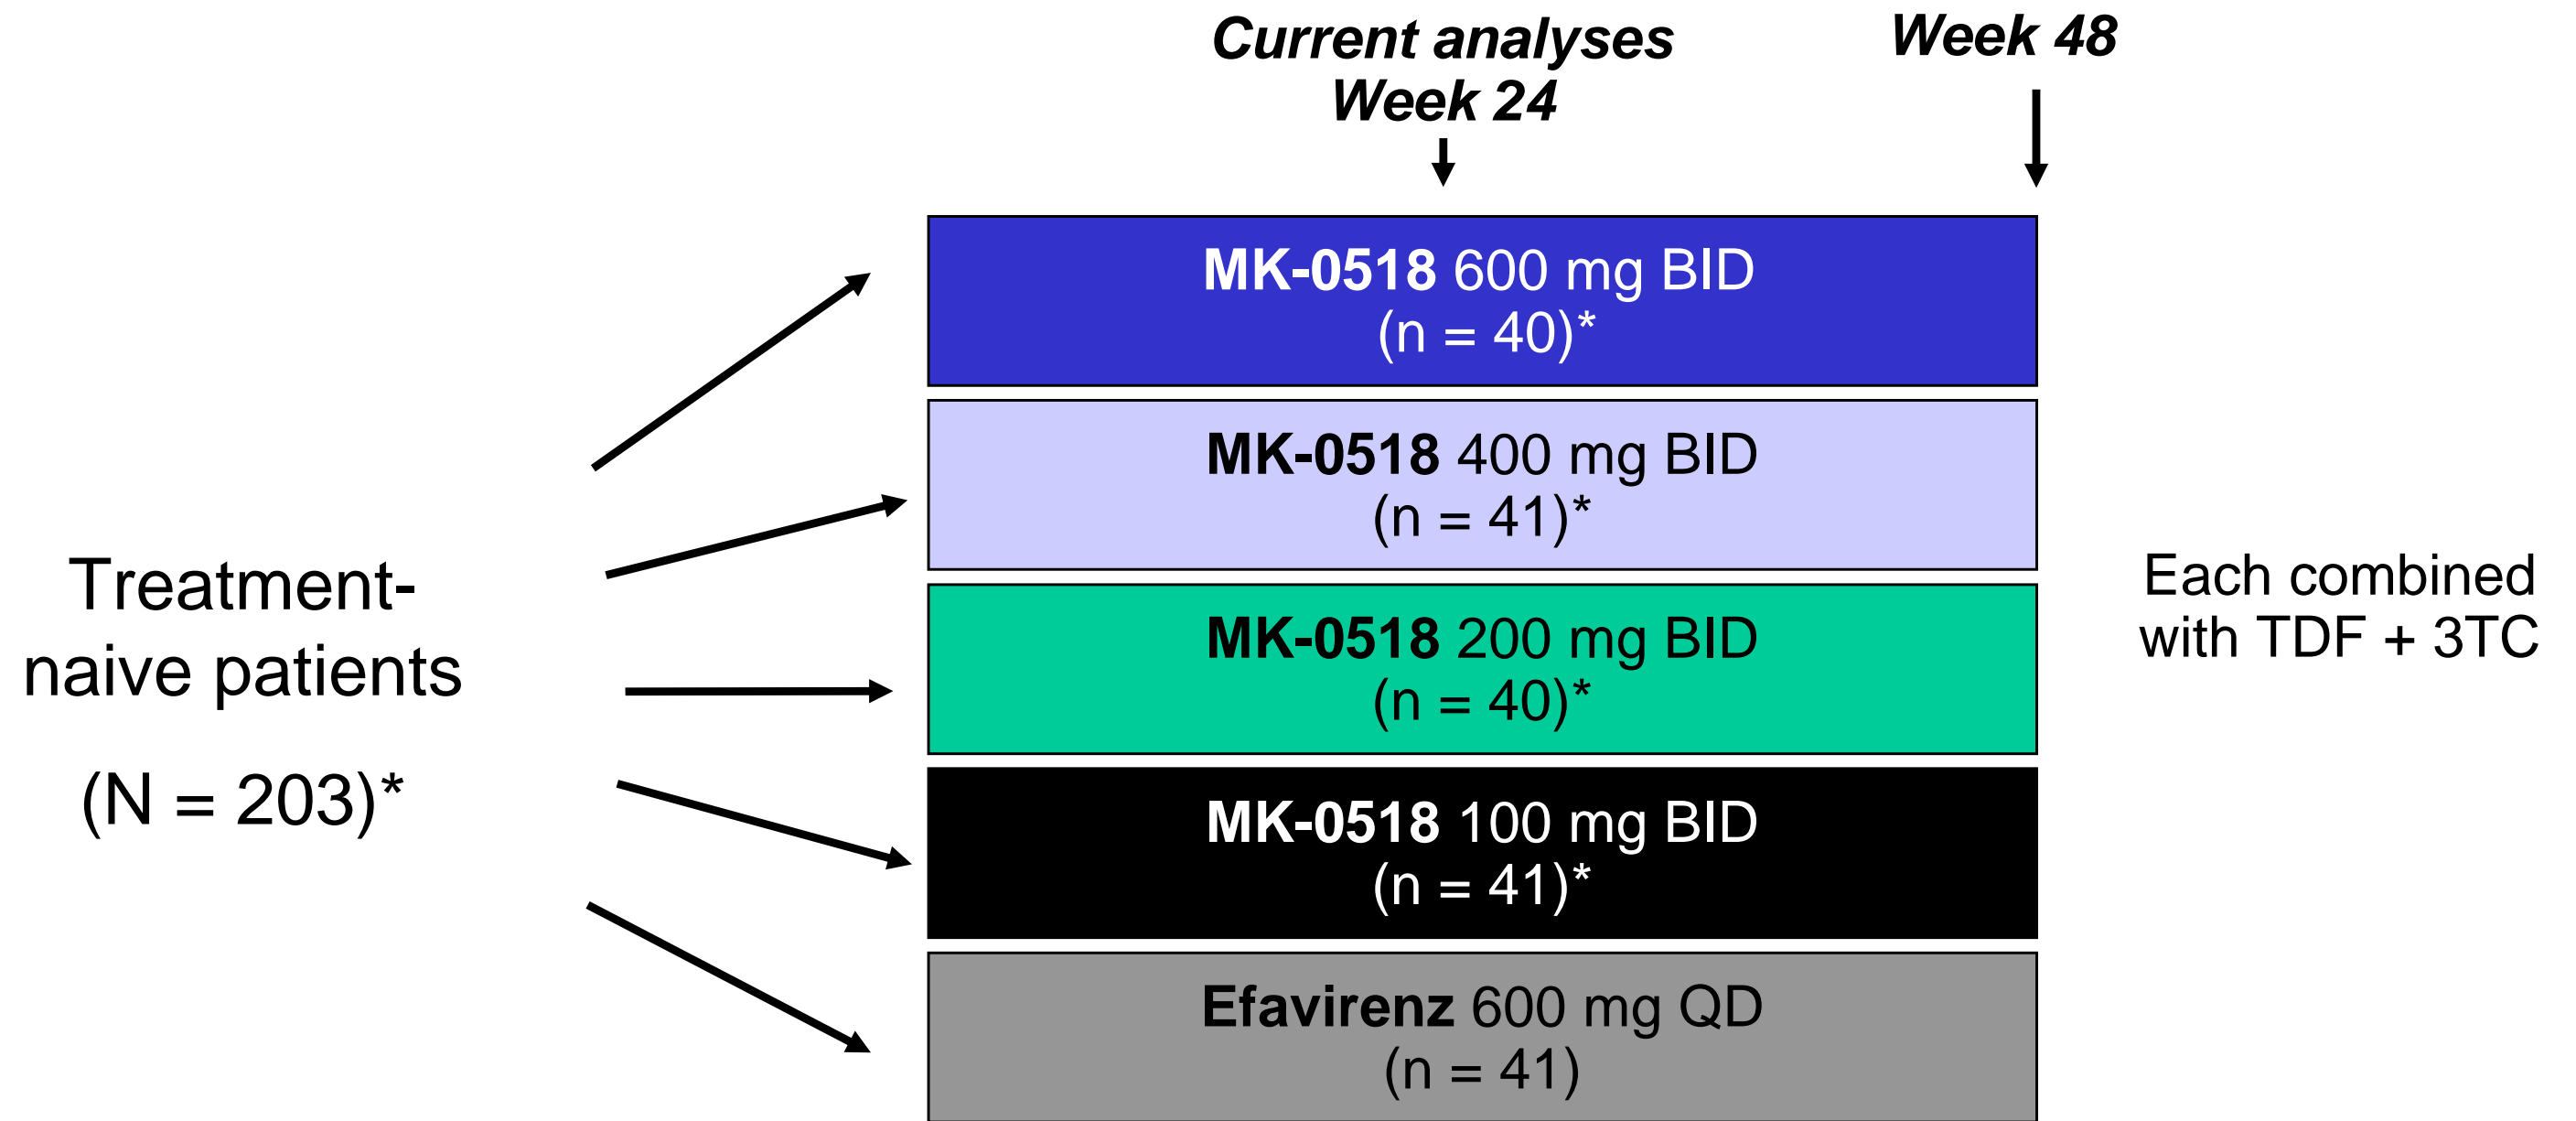 Current analyses
Week 24
Week 48
Treatment-
naive patients
(N = 203)*
MK-0518 600 mg BID
(n = 40)*
MK-0518 400 mg BID
(n = 41)*
MK-0518 200 mg BID
(n = 40)*
MK-0518 100 mg BID
(n = 41)*
Efavirenz 600 mg QD
(n = 41)
Each combined
with TDF + 3TC